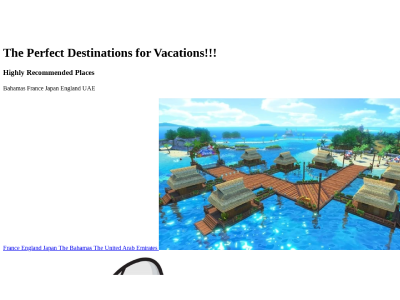 The Perfect Destinations for Vacations!!!
Highly Recommended Places
Bahamas France Japan England UAE
France England Japan The Bahamas The United Arab Emirates